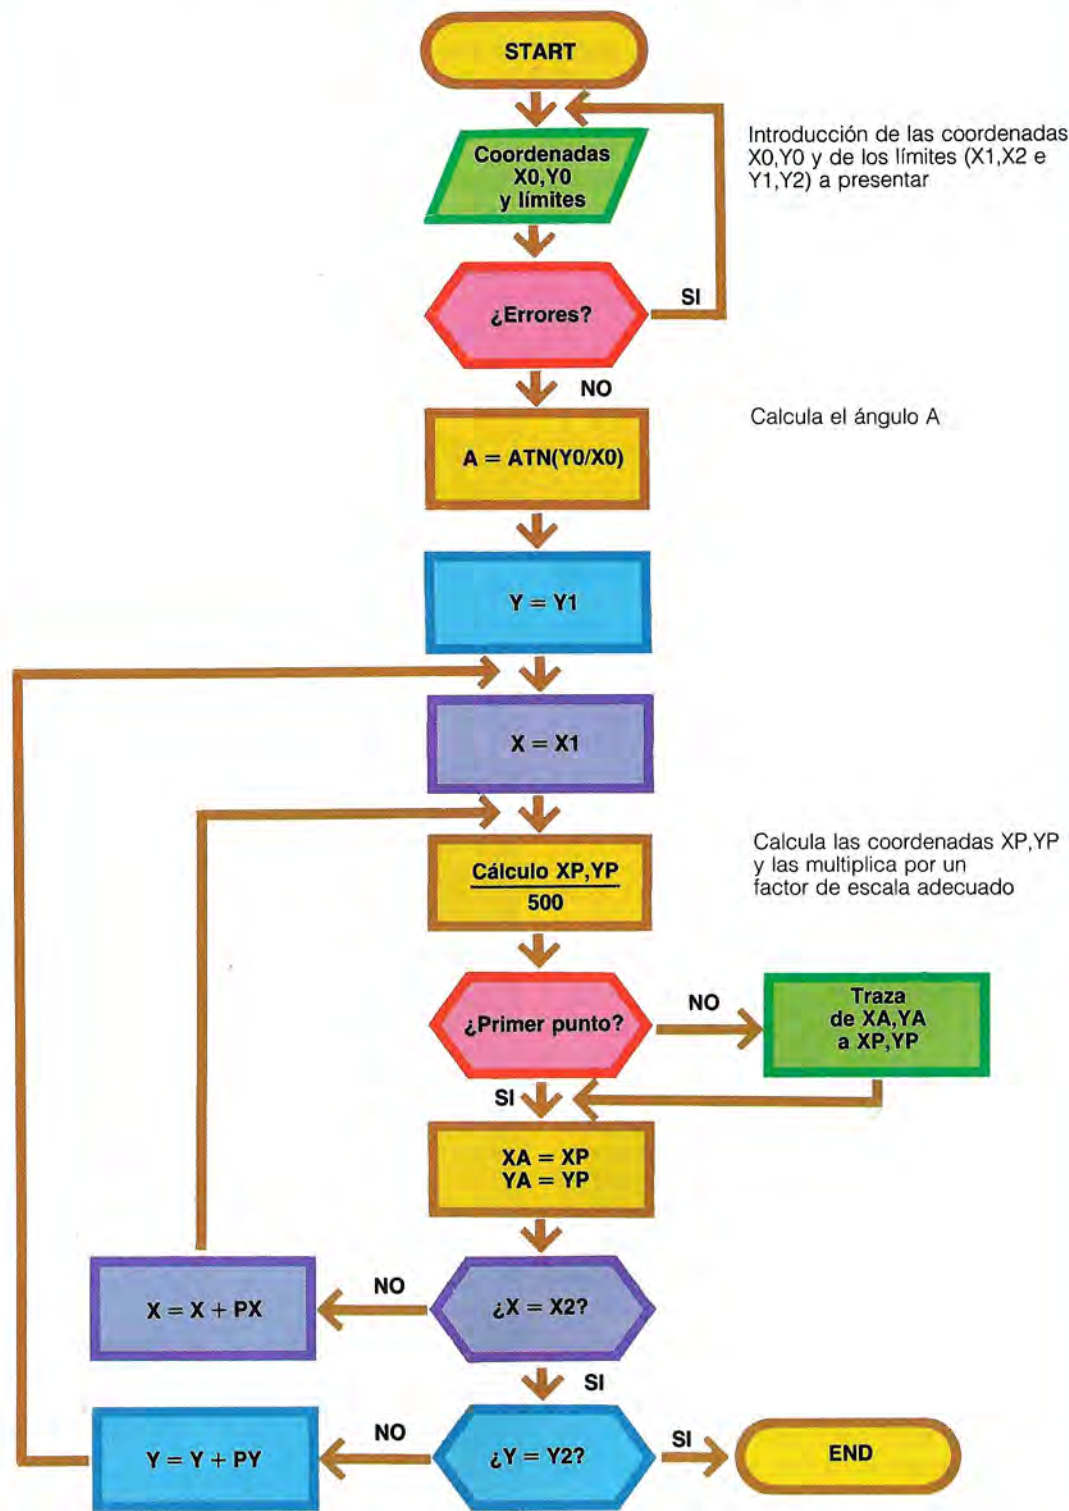 START
Coordenadas
X0,Y0
y límites
Introducción de las coordenadas
X0,Y0 y de los límites (X1,X2 e
Y1,Y2) a presentar
¿Errores?
SI
NO
A = ATN(Y0/X0)
Calcula el ángulo A
Y = Y1
X = X1
Cálculo XP,YP
500
Calcula las coordenadas XP,YP
y las multiplica por un
factor de escala adecuado
¿Primer punto?
NO
Traza
de XA,YA
a XP,YP
SI
XA = XP
YA = YP
X = X + PX
NO
¿X = X2?
SI
Y = Y + PY
NO
¿Y = Y2?
SI
END